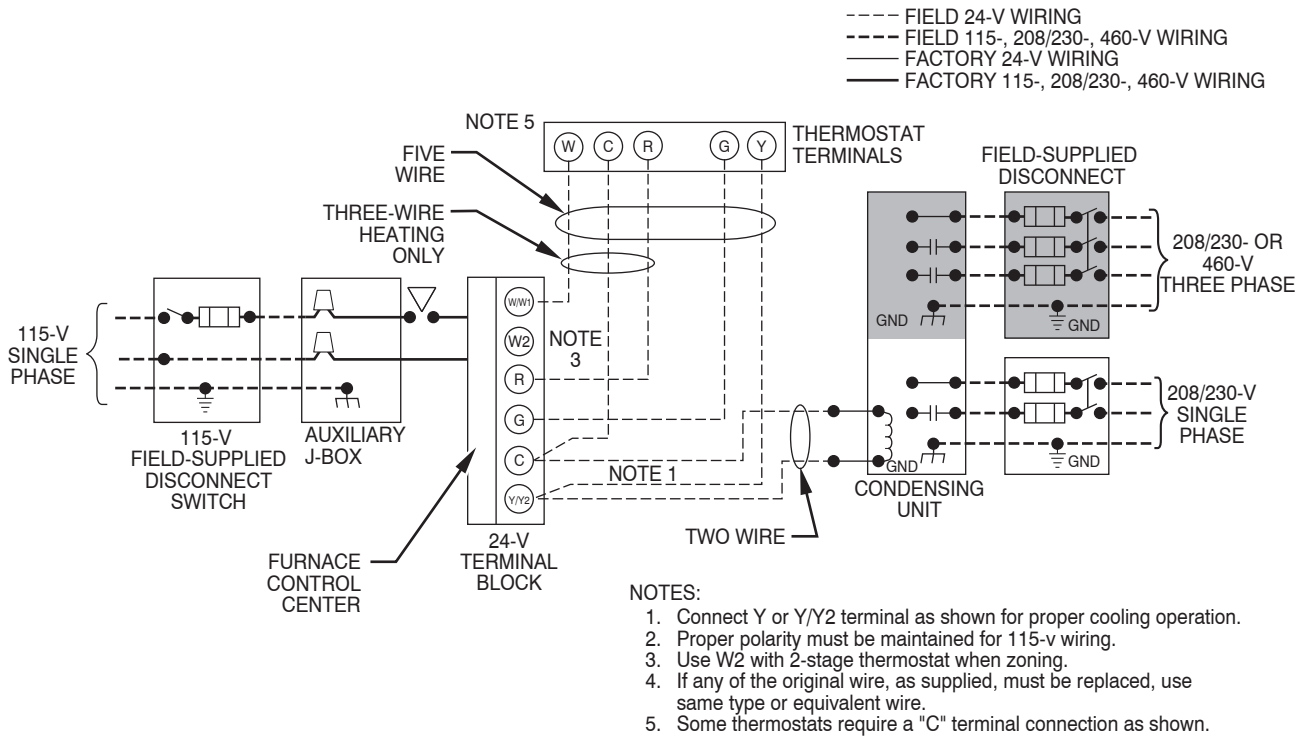 FIELD 24-V WIRING
FIELD 115-, 208/230-, 460-V WIRING
FACTORY 24-V WIRING
FACTORY 115-, 208/230-, 460-V WIRING
NOTE 5
W
C
R
G
Y
THERMOSTAT
TERMINALS
FIVE
WIRE
THREE-WIRE
HEATING
ONLY
FIELD-SUPPLIED
DISCONNECT
208/230- OR
460-V
THREE PHASE
GND
GND
115-V
SINGLE
PHASE
W/W1
W2
R
G
C
Y/Y2
NOTE
3
NOTE 1
208/230-V
SINGLE
PHASE
GND
GND
115-V
FIELD-SUPPLIED
DISCONNECT
SWITCH
AUXILIARY
J-BOX
CONDENSING
UNIT
TWO WIRE
FURNACE
CONTROL
CENTER
24-V
TERMINAL
BLOCK
NOTES:
1. Connect Y or Y/Y2 terminal as shown for proper cooling operation.
2. Proper polarity must be maintained for 115-v wiring.
3. Use W2 with 2-stage thermostat when zoning.
4. If any of the original wire, as supplied, must be replaced, use
same type or equivalent wire.
5. Some thermostats require a "C" terminal connection as shown.